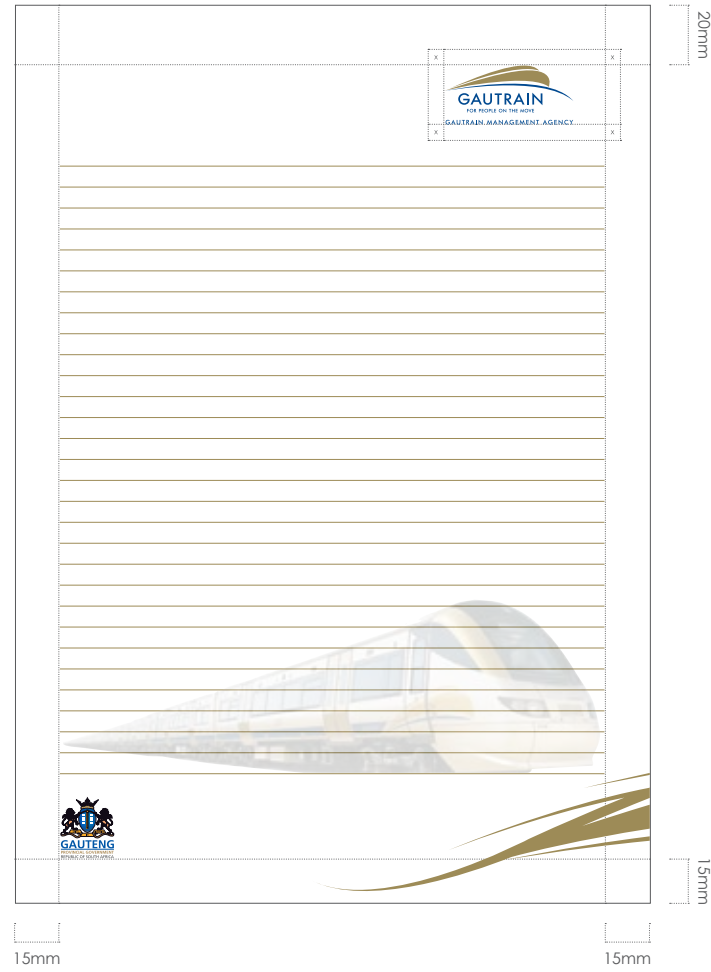 20mm
x
x
GAUTRAIN
FOR PEOPLE ON THE MOVE
GAUTRAIN MANAGEMENT AGENCY
x
x
GAUTENG
PROVINCIAL GOVERNMENT
REPUBLIC OF SOUTH AFRICA
15mm
15mm
15mm